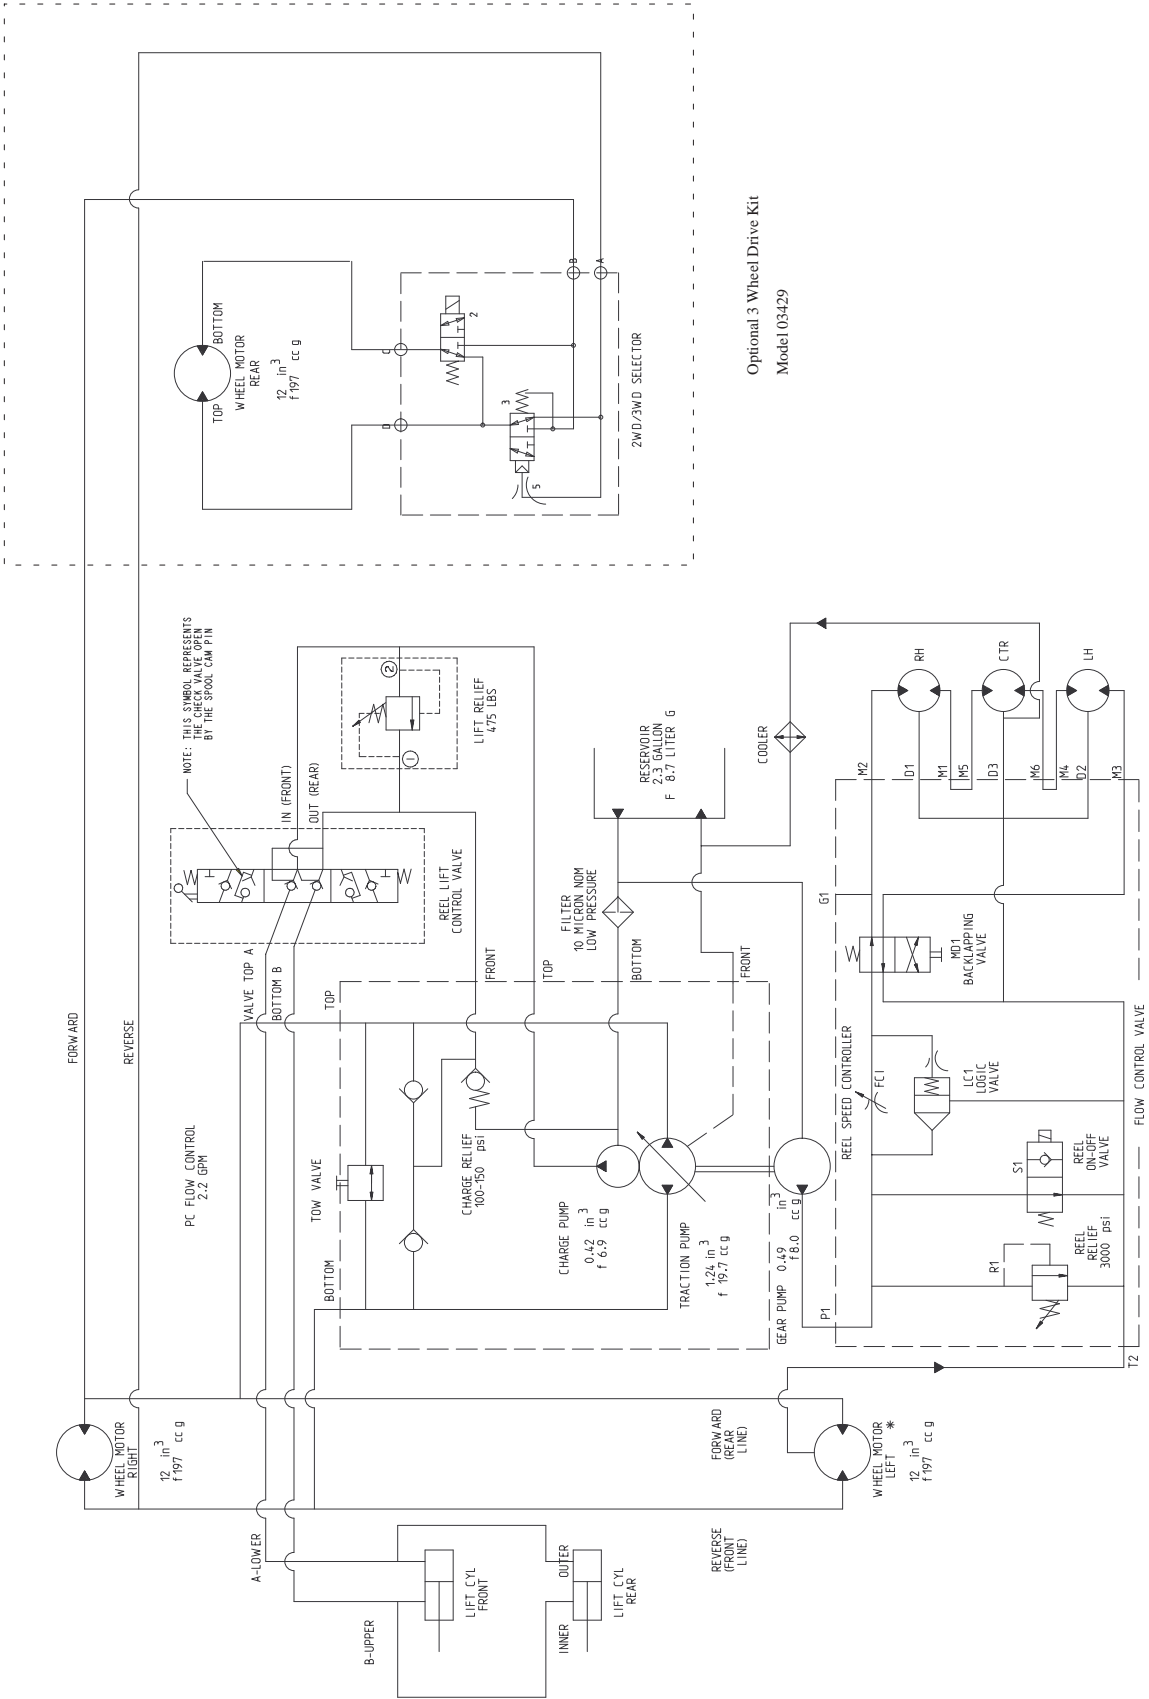 Optional 3 Wheel Drive Kit
Model 03429
BOTTOM
TOP
WHEEL MOTOR
REAR
12 in3
f 197 cc g
C
D
B
A
2
3
5
2WD/3WD SELECTOR
FORWARD
REVERSE
NOTE: THIS SYMBOL REPRESENTS
THE CHECK VALVE OPEN
BY THE SPOOL CAM PIN
IN (FRONT)
OUT (REAR)
REEL LIFT
CONTROL VALVE
2
1
LIFT RELIEF
475 LBS
RESERVOIR
2.3 GALLON
F 8.7 LITER G
COOLER
FILTER
10 MICRON NOM
LOW PRESSURE
VALVE TOP A
BOTTOM B
TOP
FRONT
TOP
BOTTOM
FRONT
PC FLOW CONTROL
2.2 GPM
TOW VALVE
BOTTOM
CHARGE RELIEF
100-150 psi
CHARGE PUMP
0.42 in3
f 6.9 cc g
TRACTION PUMP
1.24 in3
f 19.7 cc g
GEAR PUMP 0.49 in3
f 8.0 cc g
RH
CTR
LH
M2
D1
M1
M5
D3
M6
M4
D2
M3
G1
MD1
BACKLAPPING
VALVE
REEL SPEED CONTROLLER
FC1
LC1
LOGIC
VALVE
FLOW CONTROL VALVE
S1
REEL
ON-OFF
VALVE
R1
REEL
RELIEF
3000 psi
P1
T2
WHEEL MOTOR
RIGHT
12 in3
f 197 cc g
FORWARD
(REAR
LINE)
WHEEL MOTOR
LEFT *
12 in3
f 197 cc g
REVERSE
(FRONT
LINE)
A-LOWER
B-UPPER
LIFT CYL
FRONT
OUTER
INNER
LIFT CYL
REAR